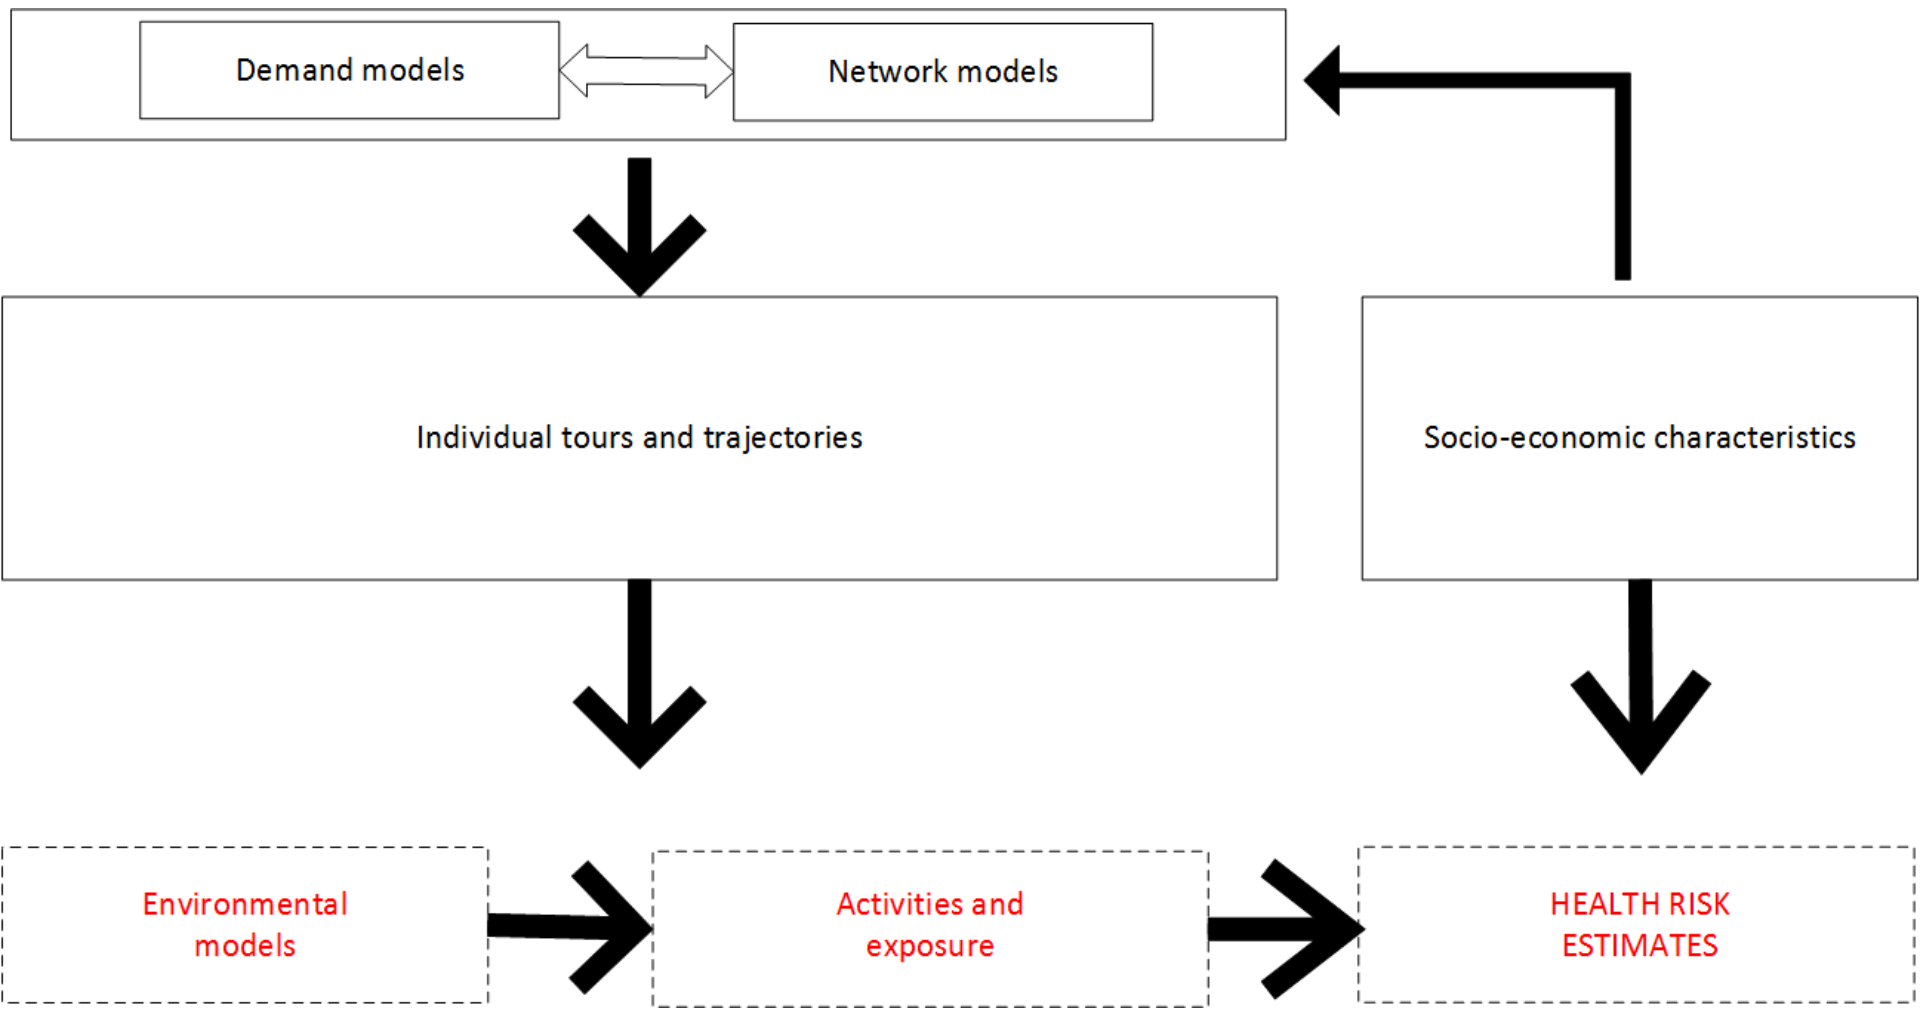 Demand models
Network models
Individual tours and trajectories
Socio-economic characteristics
Environmental
models
Activities and
exposure
HEALTH RISK
ESTIMATES